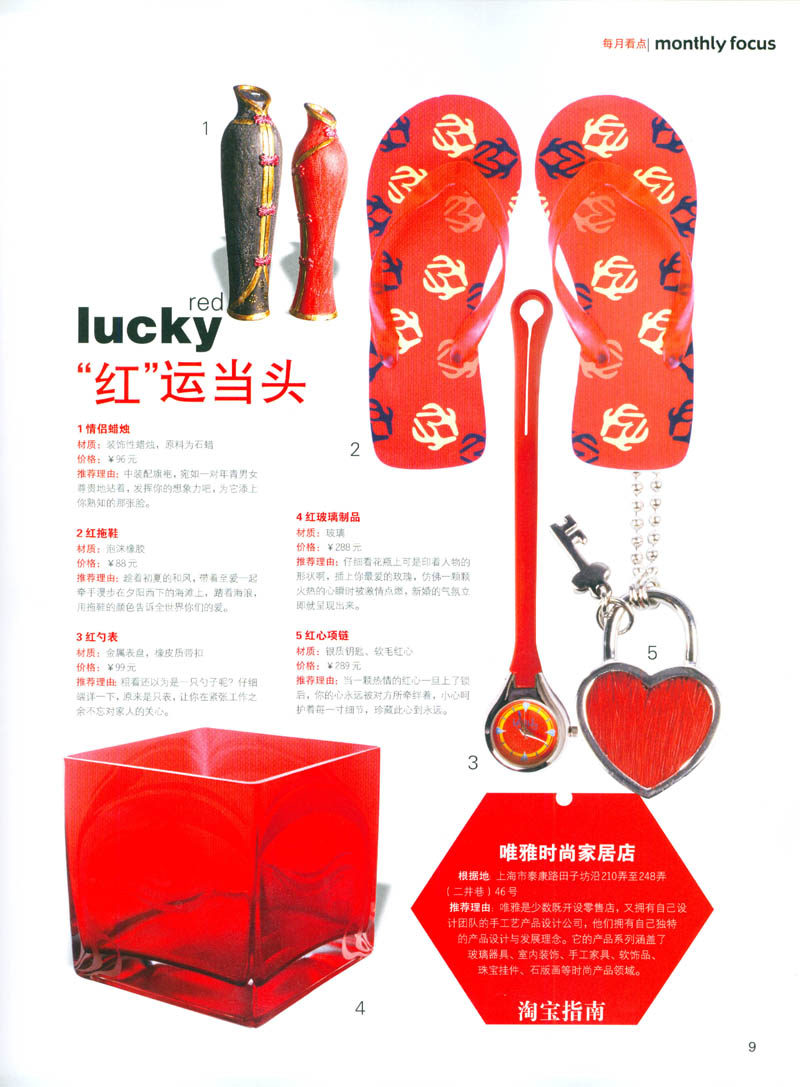 每月看点| monthly focus
1
red
lucky
“红”运当头
1 情侣蜡烛
材质：装饰性蜡烛，原料为石蜡
价格：￥96元
推荐理由：中装配旗袍，宛如一对年青男女
尊贵地站着，发挥你的想象力吧，为它添上
你熟知的那张脸。
2 红拖鞋
材质：泡沫橡胶
价格：￥88元
推荐理由：趁着初夏的和风，带着至爱一起
牵手漫步在夕阳西下的海滩上，踏着海浪，
用拖鞋的颜色告诉全世界你们的爱。
3 红勺表
材质：金属表盘，橡皮质带扣
价格：￥99元
推荐理由：粗看还以为是一只勺子呢？仔细
端详一下，原来是只表，让你在紧张工作之
余不忘对家人的关心。
2
4 红玻璃制品
材质：玻璃
价格：￥288元
推荐理由：仔细看花瓶上可是印着人物的
形状啊，插上你最爱的玫瑰，仿佛一颗颗
火热的心瞬时被激情点燃，新婚的气氛立
即就呈现出来。
5 红心项链
材质：银质钥匙、软毛红心
价格：￥289元
推荐理由：当一颗热情的红心一旦上了锁
后，你的心永远被对方所牵绊着，小心呵
护着每一寸细节，珍藏此心到永远。
5
3
4
唯雅时尚家居店
根据地：上海市泰康路田子坊沿210弄至248弄
（二井巷）46号
推荐理由：唯雅是少数既开设零售店，又拥有自己设
计团队的手工艺产品设计公司，他们拥有自己独特
的产品设计与发展理念。它的产品系列涵盖了
玻璃器具、室内装饰、手工家具、软饰品、
珠宝挂件、石版画等时尚产品领域。
淘宝指南
9